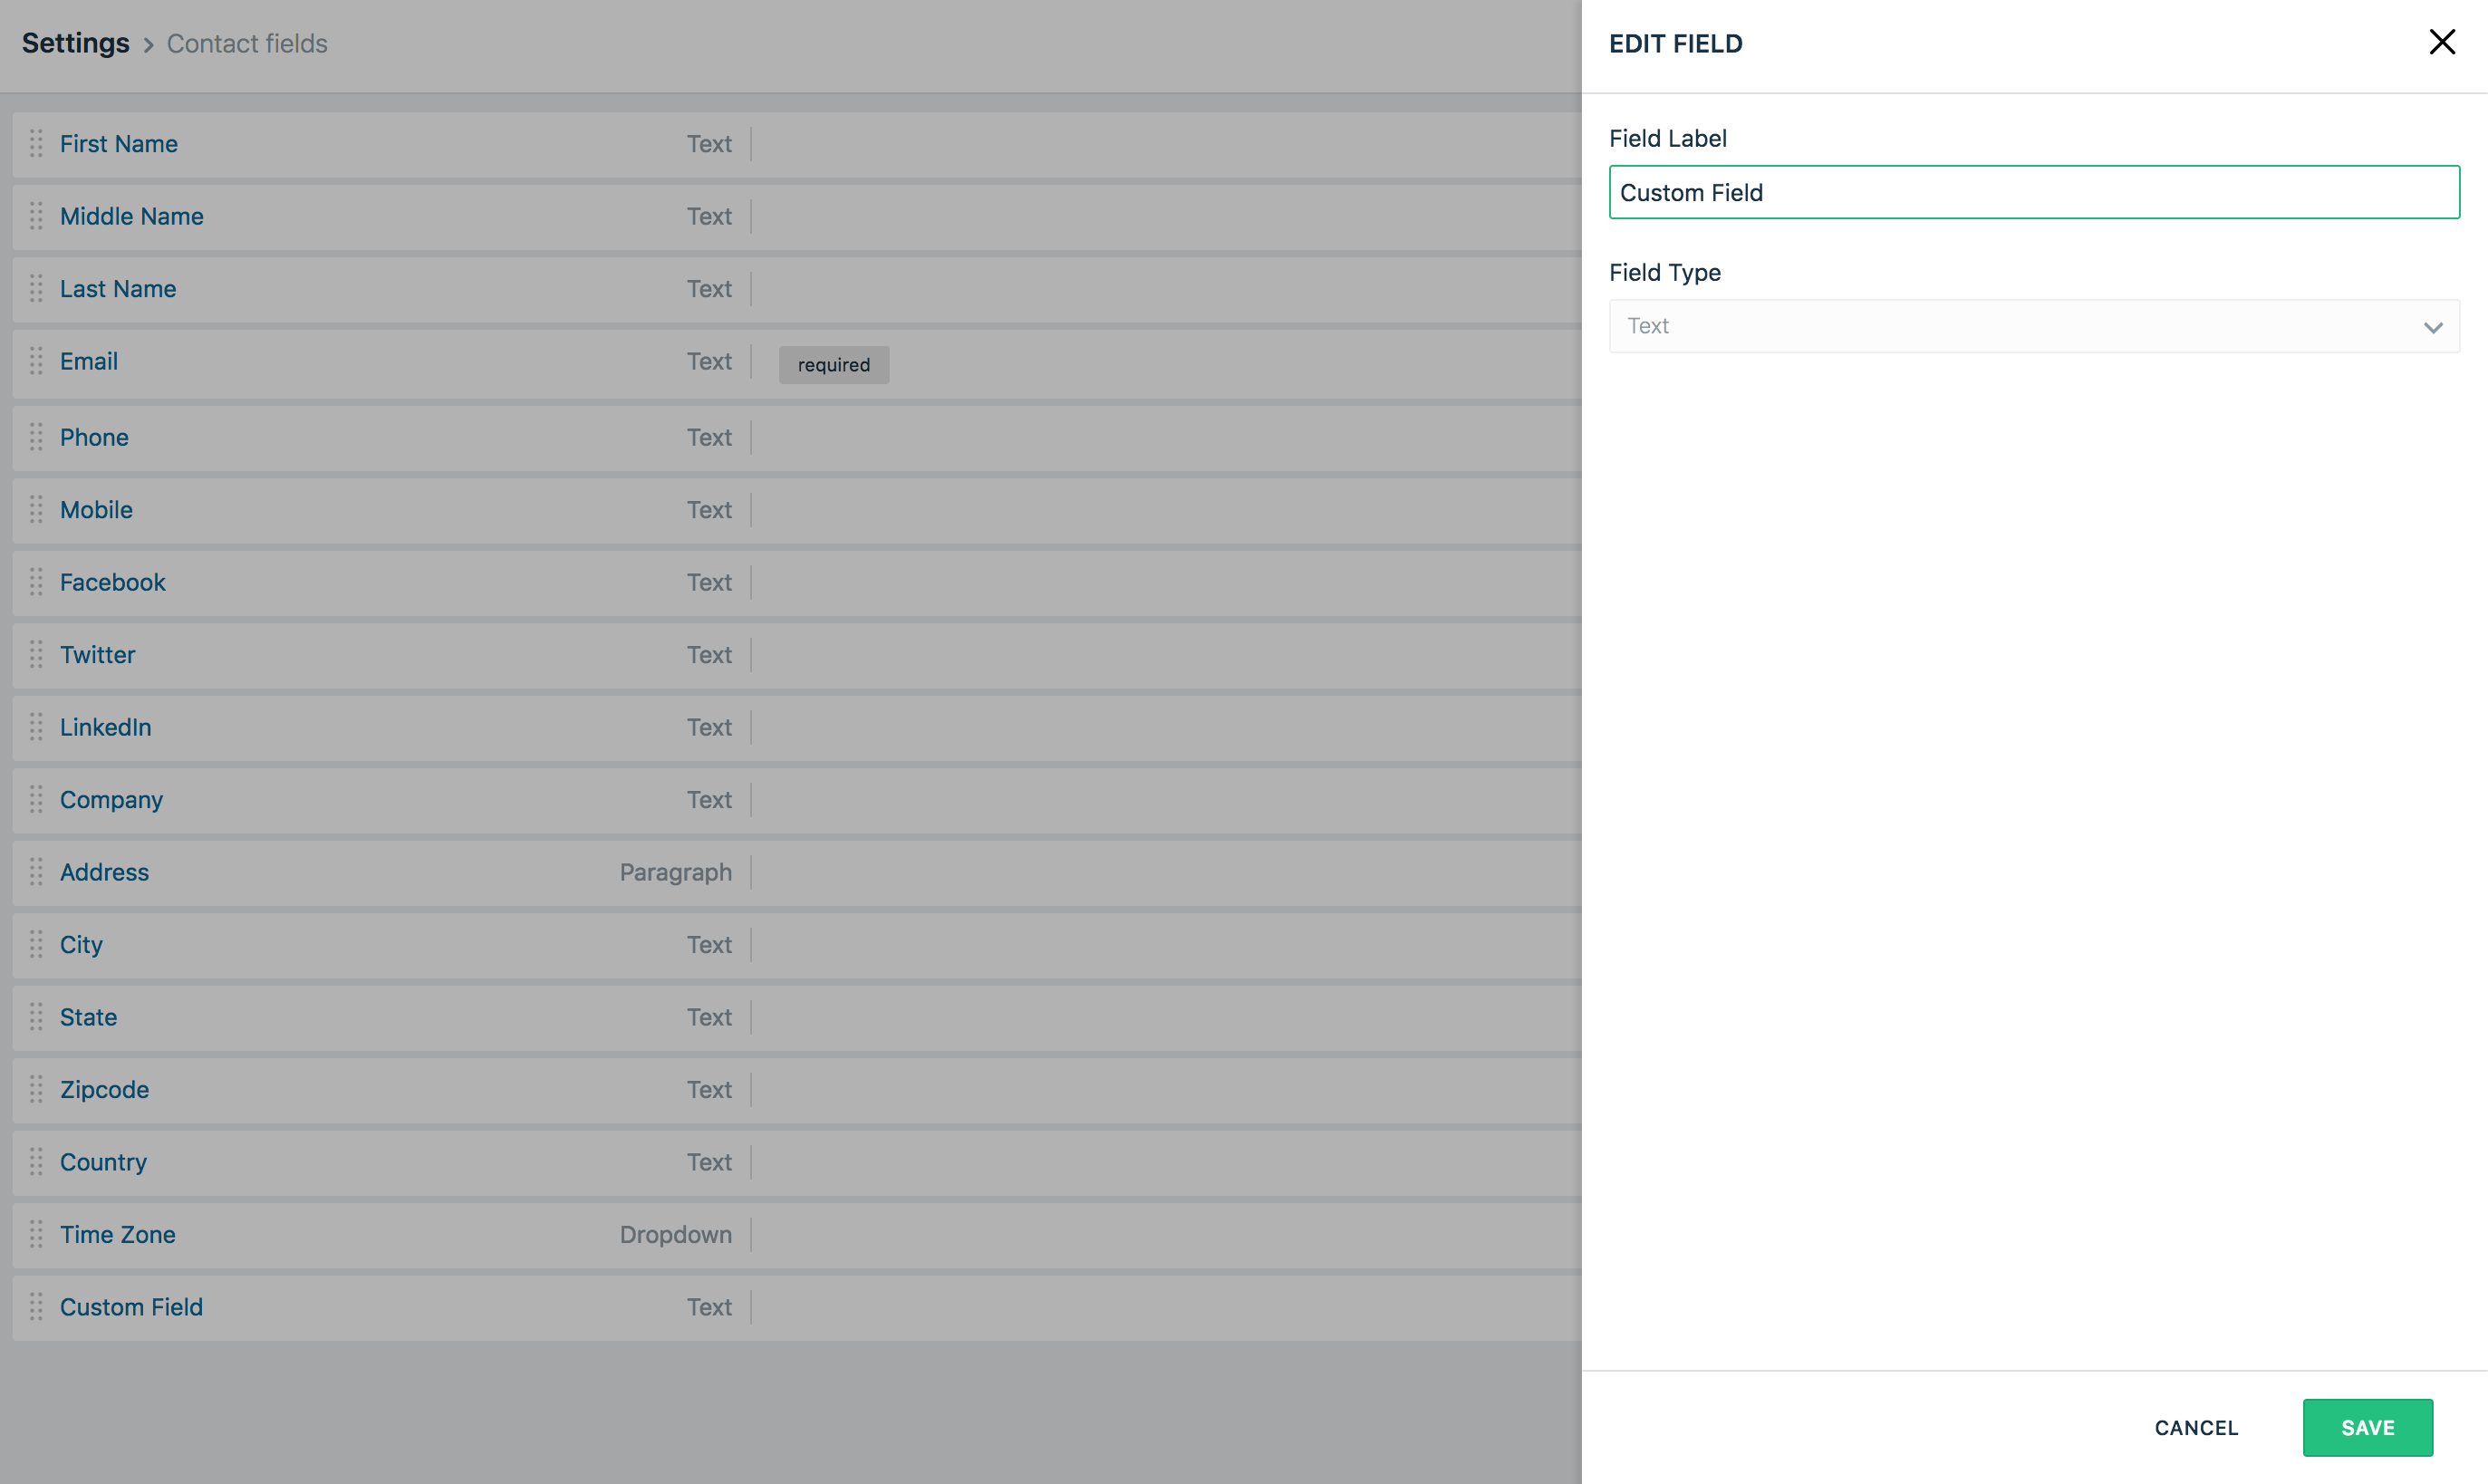 Settings > Contact fields
First Name Text
Middle Name Text
Last Name Text
Email Text required
Phone Text
Mobile Text
Facebook Text
Twitter Text
LinkedIn Text
Company Text
Address Paragraph
City Text
State Text
Zipcode Text
Country Text
Time Zone Dropdown
Custom Field Text
EDIT FIELD
Field Label
Custom Field
Field Type
Text
CANCEL SAVE